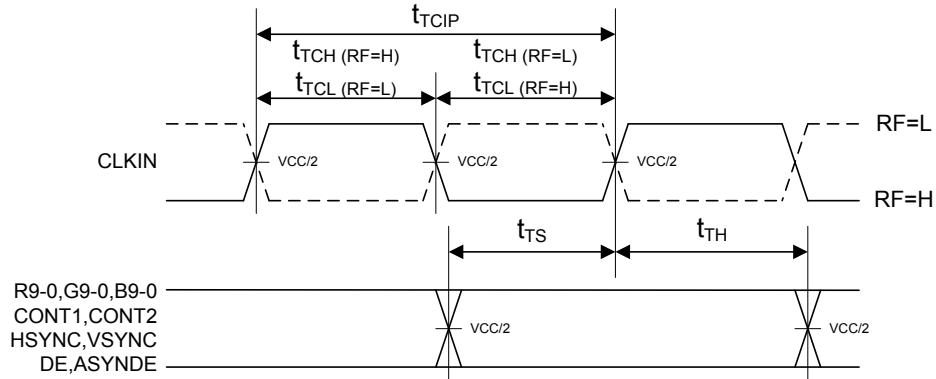 tTCIP
tTCH (RF=H) tTCH (RF=L)
tTCL (RF=L) tTCL (RF=H)
RF=L
CLKIN VCC/2 VCC/2 VCC/2
RF=H
tTS tTH
R9-0,G9-0,B9-0
CONT1,CONT2
VCC/2 VCC/2
HSYNC,VSYNC
DE,ASYNDE